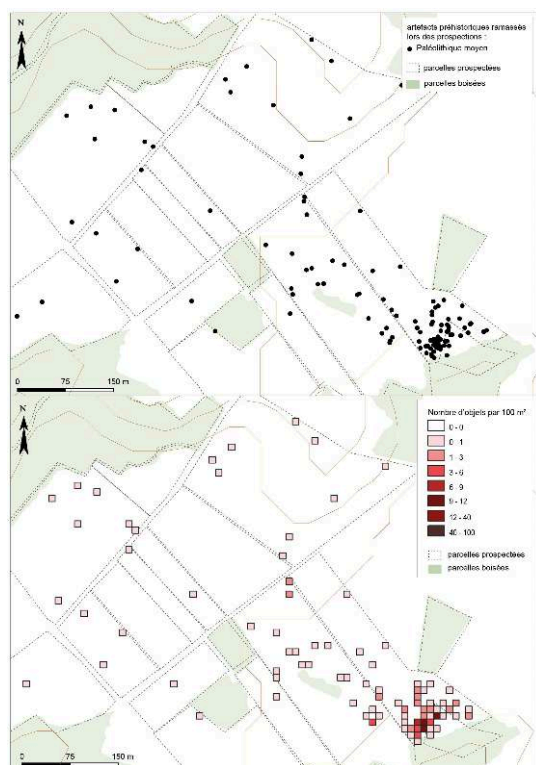 N
artefacts préhistoriques ramassés
lors des prospections :
Paléolithique moyen
parcelles prospectées
parcelles boisées
0 75 150 m
N
Nombre d'objets par 100 m²
0 - 0
0 - 1
1 - 3
3 - 6
6 - 9
9 - 12
12 - 40
40 - 100
parcelles prospectées
parcelles boisées
0 75 150 m